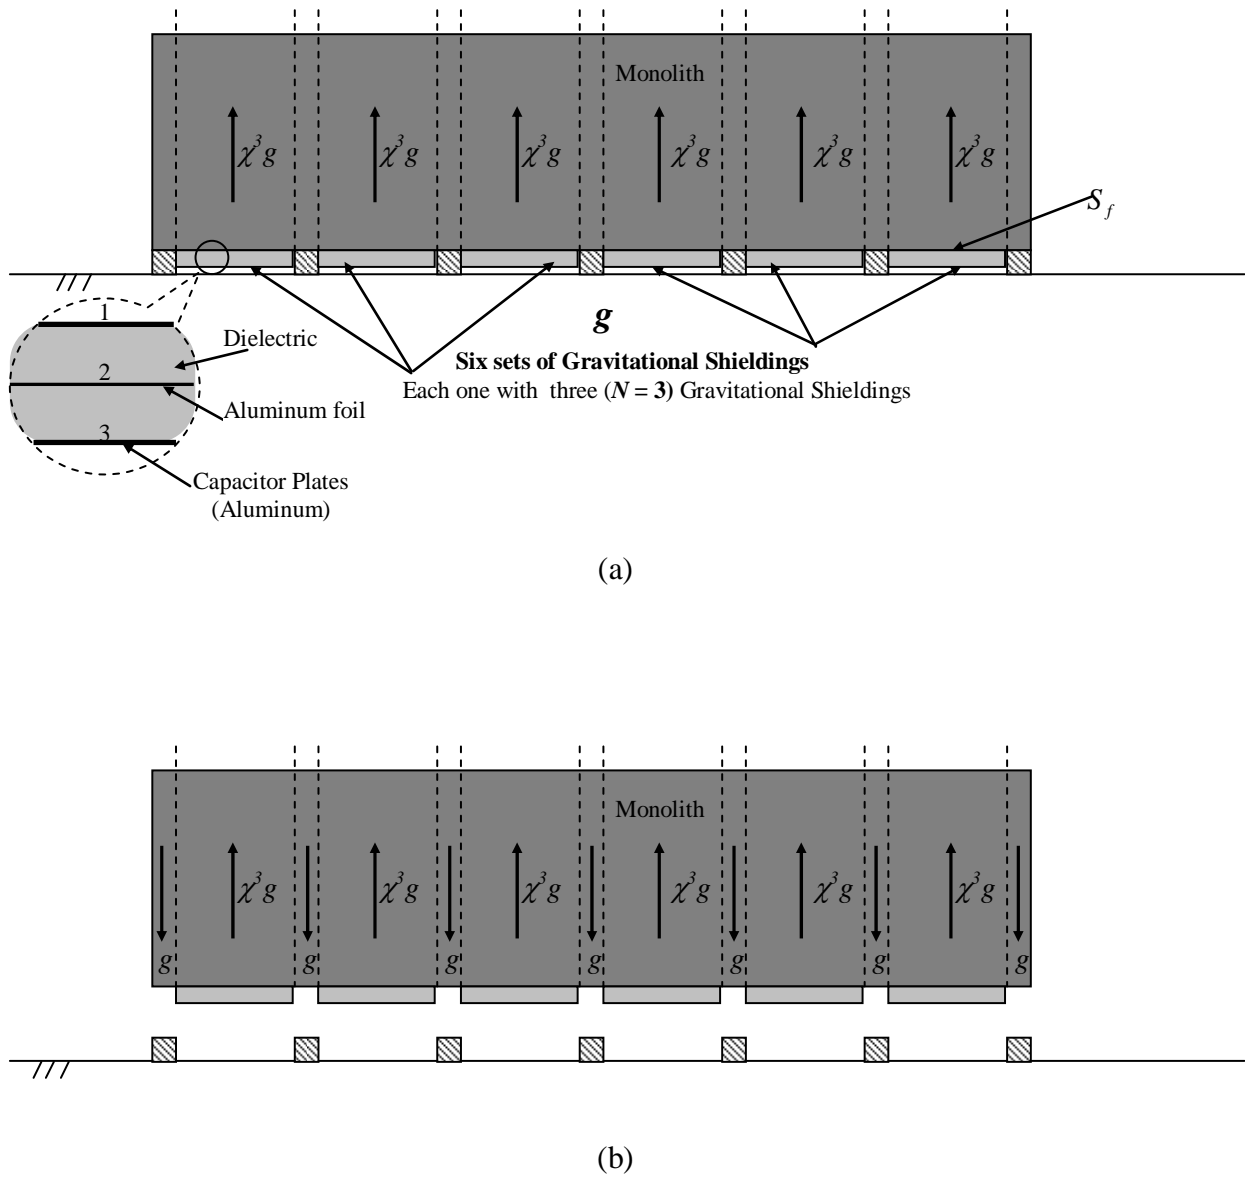 Monolith
χ³g χ³g χ³g χ³g χ³g χ³g
S_f
1
Dielectric
g
2
Six sets of Gravitational Shieldings
Each one with three (N = 3) Gravitational Shieldings
Aluminum foil
3
Capacitor Plates
(Aluminum)
(a)
Monolith
χ³g χ³g χ³g χ³g χ³g χ³g
g g g g g g g
(b)